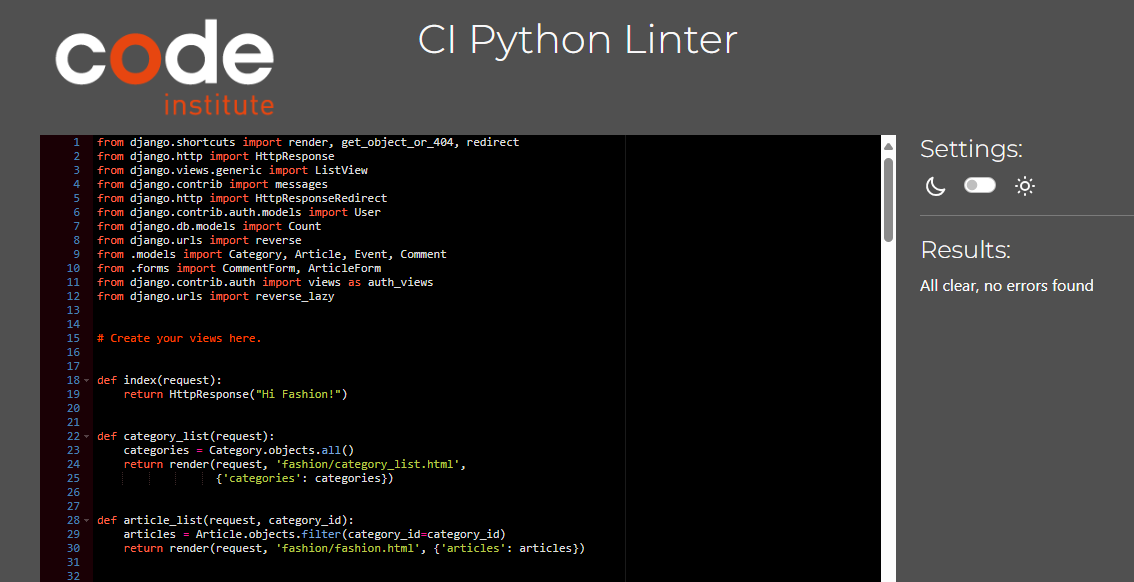 code
institute
CI Python Linter
1 from django.shortcuts import render, get_object_or_404, redirect
2 from django.http import HttpResponse
3 from django.views.generic import ListView
4 from django.contrib import messages
5 from django.http import HttpResponseRedirect
6 from django.contrib.auth.models import User
7 from django.db.models import Count
8 from django.urls import reverse
9 from .models import Category, Article, Event, Comment
10 from .forms import CommentForm, ArticleForm
11 from django.contrib.auth import views as auth_views
12 from django.urls import reverse_lazy
13
14
15 # Create your views here.
16
17
18 def index(request):
19     return HttpResponse("Hi Fashion!")
20
21
22 def category_list(request):
23     categories = Category.objects.all()
24     return render(request, 'fashion/category_list.html',
25                   {'categories': categories})
26
27
28 def article_list(request, category_id):
29     articles = Article.objects.filter(category_id=category_id)
30     return render(request, 'fashion/fashion.html', {'articles': articles})
31
32
Settings:
Results:
All clear, no errors found